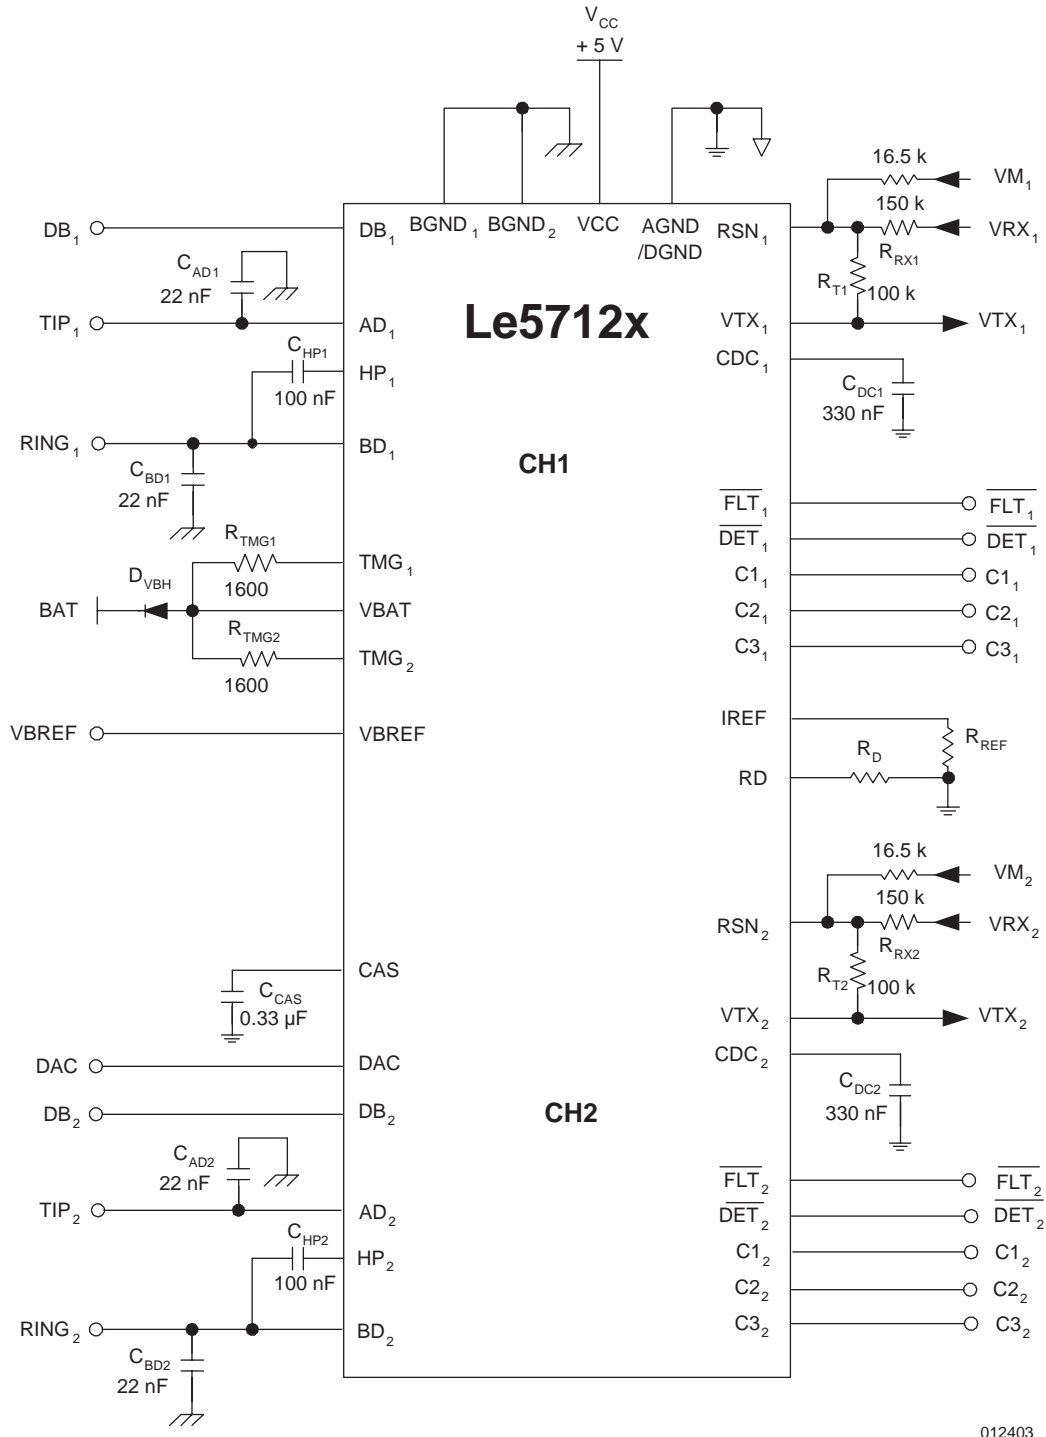 V_CC
+ 5 V
16.5 k
VM_1
150 k
VRX_1
R_RX1
R_T1
100 k
VTX_1
DB_1
C_AD1
22 nF
TIP_1
C_HP1
100 nF
RING_1
C_BD1
22 nF
R_TMG1
1600
D_VBH
BAT
R_TMG2
1600
VBREF
C_CAS
0.33 µF
DAC
DB_2
C_AD2
22 nF
TIP_2
C_HP2
100 nF
RING_2
C_BD2
22 nF
DB_1
BGND_1
BGND_2
VCC
AGND
/DGND
RSN_1
AD_1
Le5712x
VTX_1
HP_1
CDC_1
BD_1
CH1
FLT_1
DET_1
TMG_1
C1_1
VBAT
C2_1
TMG_2
C3_1
IREF
VBREF
RD
RSN_2
CAS
VTX_2
CDC_2
DAC
DB_2
CH2
FLT_2
AD_2
DET_2
HP_2
C1_2
C2_2
BD_2
C3_2
C_DC1
330 nF
FLT_1
DET_1
C1_1
C2_1
C3_1
R_D
R_REF
16.5 k
VM_2
150 k
VRX_2
R_RX2
R_T2
100 k
VTX_2
C_DC2
330 nF
FLT_2
DET_2
C1_2
C2_2
C3_2
012403